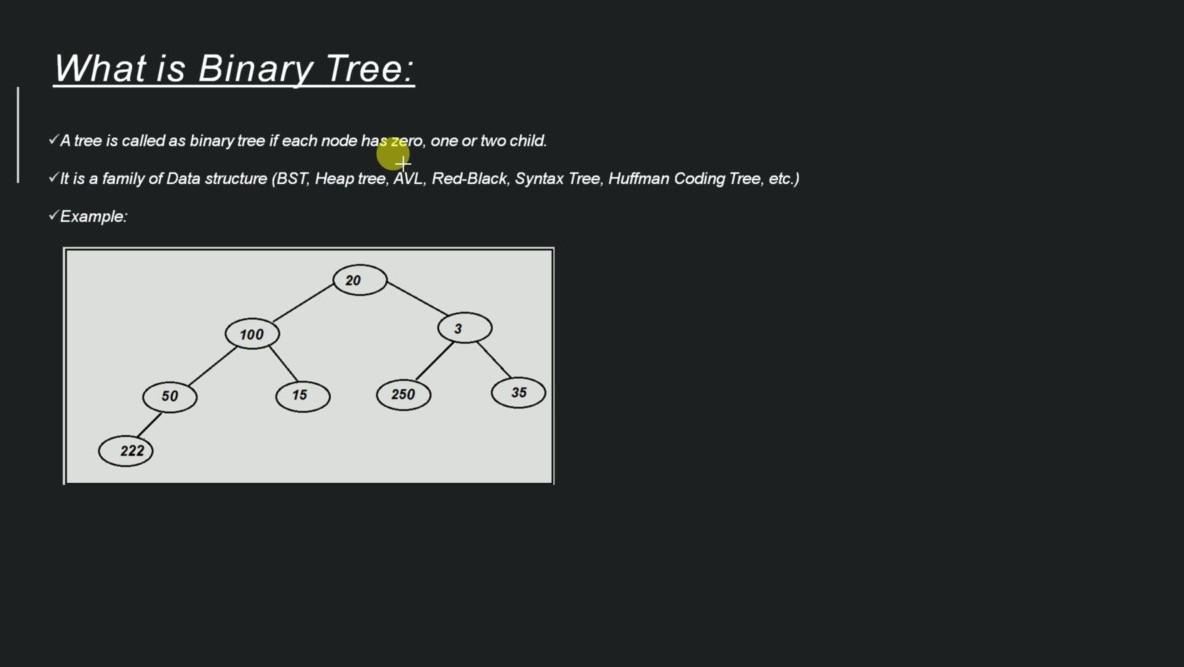 What is Binary Tree:
✓A tree is called as binary tree if each node has zero, one or two child.
✓It is a family of Data structure (BST, Heap tree, AVL, Red-Black, Syntax Tree, Huffman Coding Tree, etc.)
✓Example:
20
100
3
50
15
250
35
222